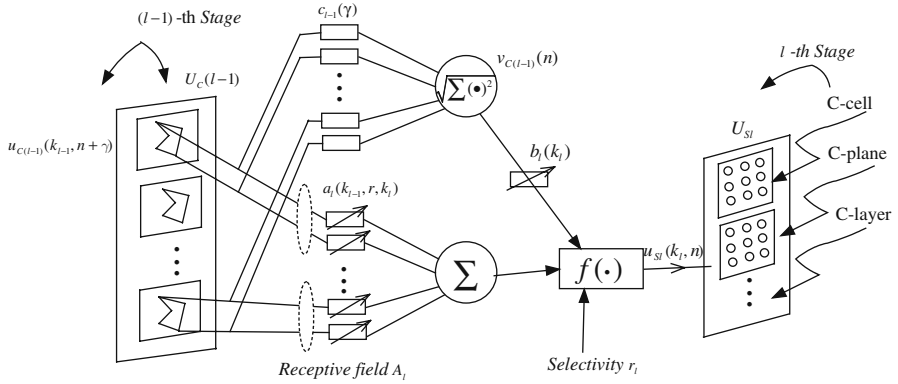 (l−1)-th Stage
U_C(l−1)
u_{C(l−1)}(k_{l−1}, n+γ)
c_{l−1}(γ)
v_{C(l−1)}(n)
√∑(•)²
b_l(k_l)
a_l(k_{l−1}, r, k_l)
∑
f(·)
u_{Sl}(k_l, n)
Receptive field A_l
Selectivity r_l
l -th Stage
U_{Sl}
C-cell
C-plane
C-layer